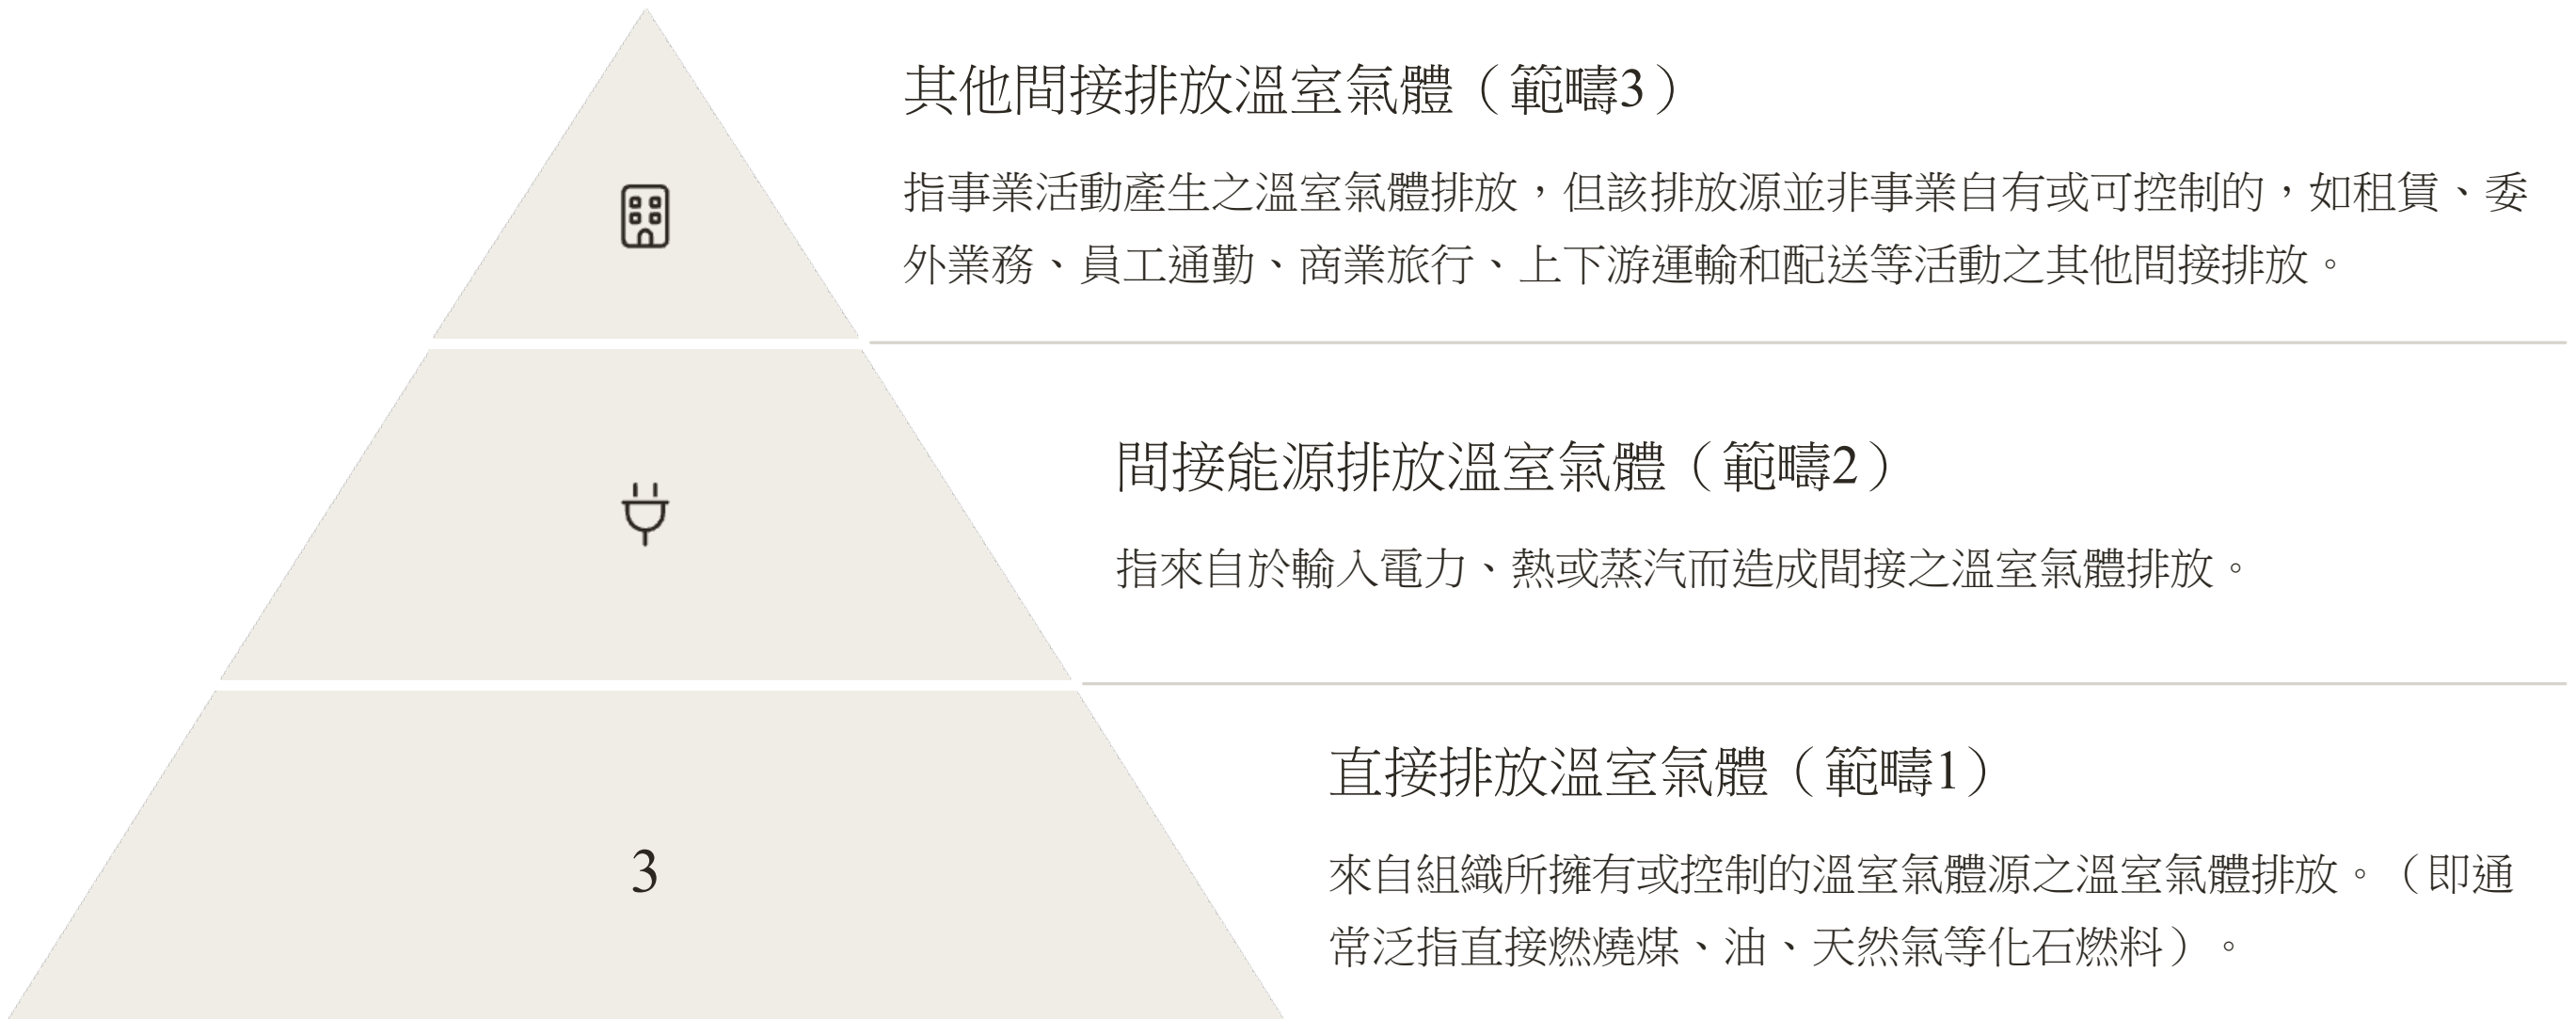 其他間接排放溫室氣體（範疇3）
指事業活動產生之溫室氣體排放，但該排放源並非事業自有或可控制的，如租賃、委
外業務、員工通勤、商業旅行、上下游運輸和配送等活動之其他間接排放。
間接能源排放溫室氣體（範疇2）
指來自於輸入電力、熱或蒸汽而造成間接之溫室氣體排放。
3
直接排放溫室氣體（範疇1）
來自組織所擁有或控制的溫室氣體源之溫室氣體排放。（即通
常泛指直接燃燒煤、油、天然氣等化石燃料）。